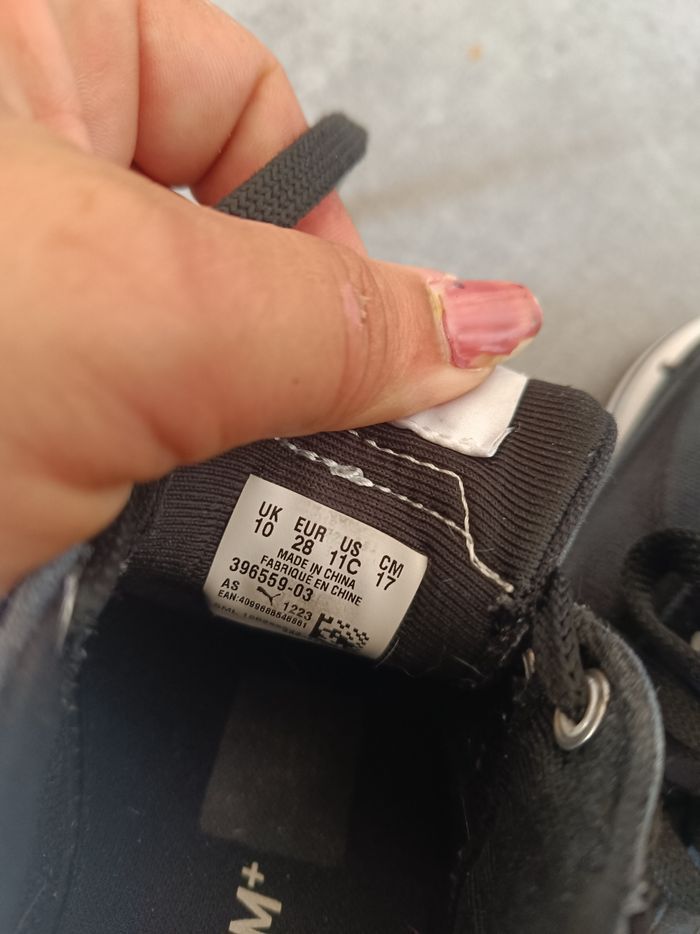 UK EUR US CM
10 28 11C 17
MADE IN CHINA
FABRIQUE EN CHINE
396559-03
AS 1223
M+